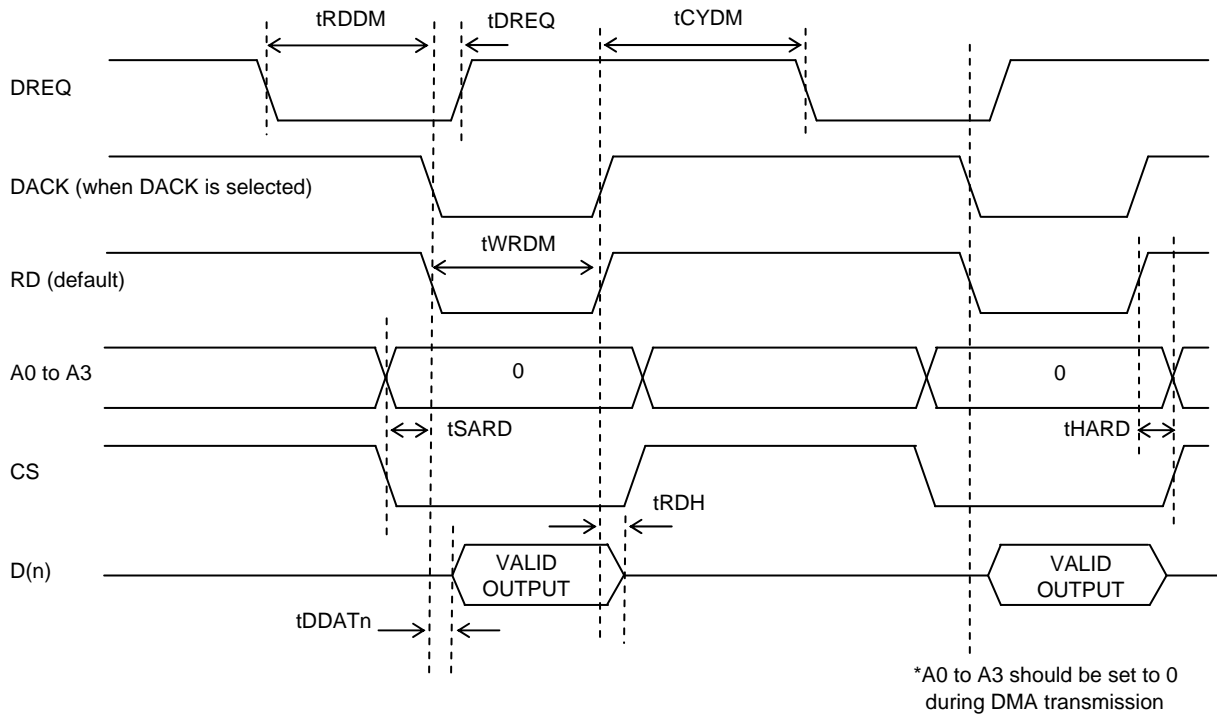 tRDDM
tDREQ
tCYDM
DREQ
DACK (when DACK is selected)
tWRDM
RD (default)
A0 to A3
0
0
tSARD
tHARD
CS
tRDH
D(n)
VALID
OUTPUT
VALID
OUTPUT
tDDATn
*A0 to A3 should be set to 0
during DMA transmission